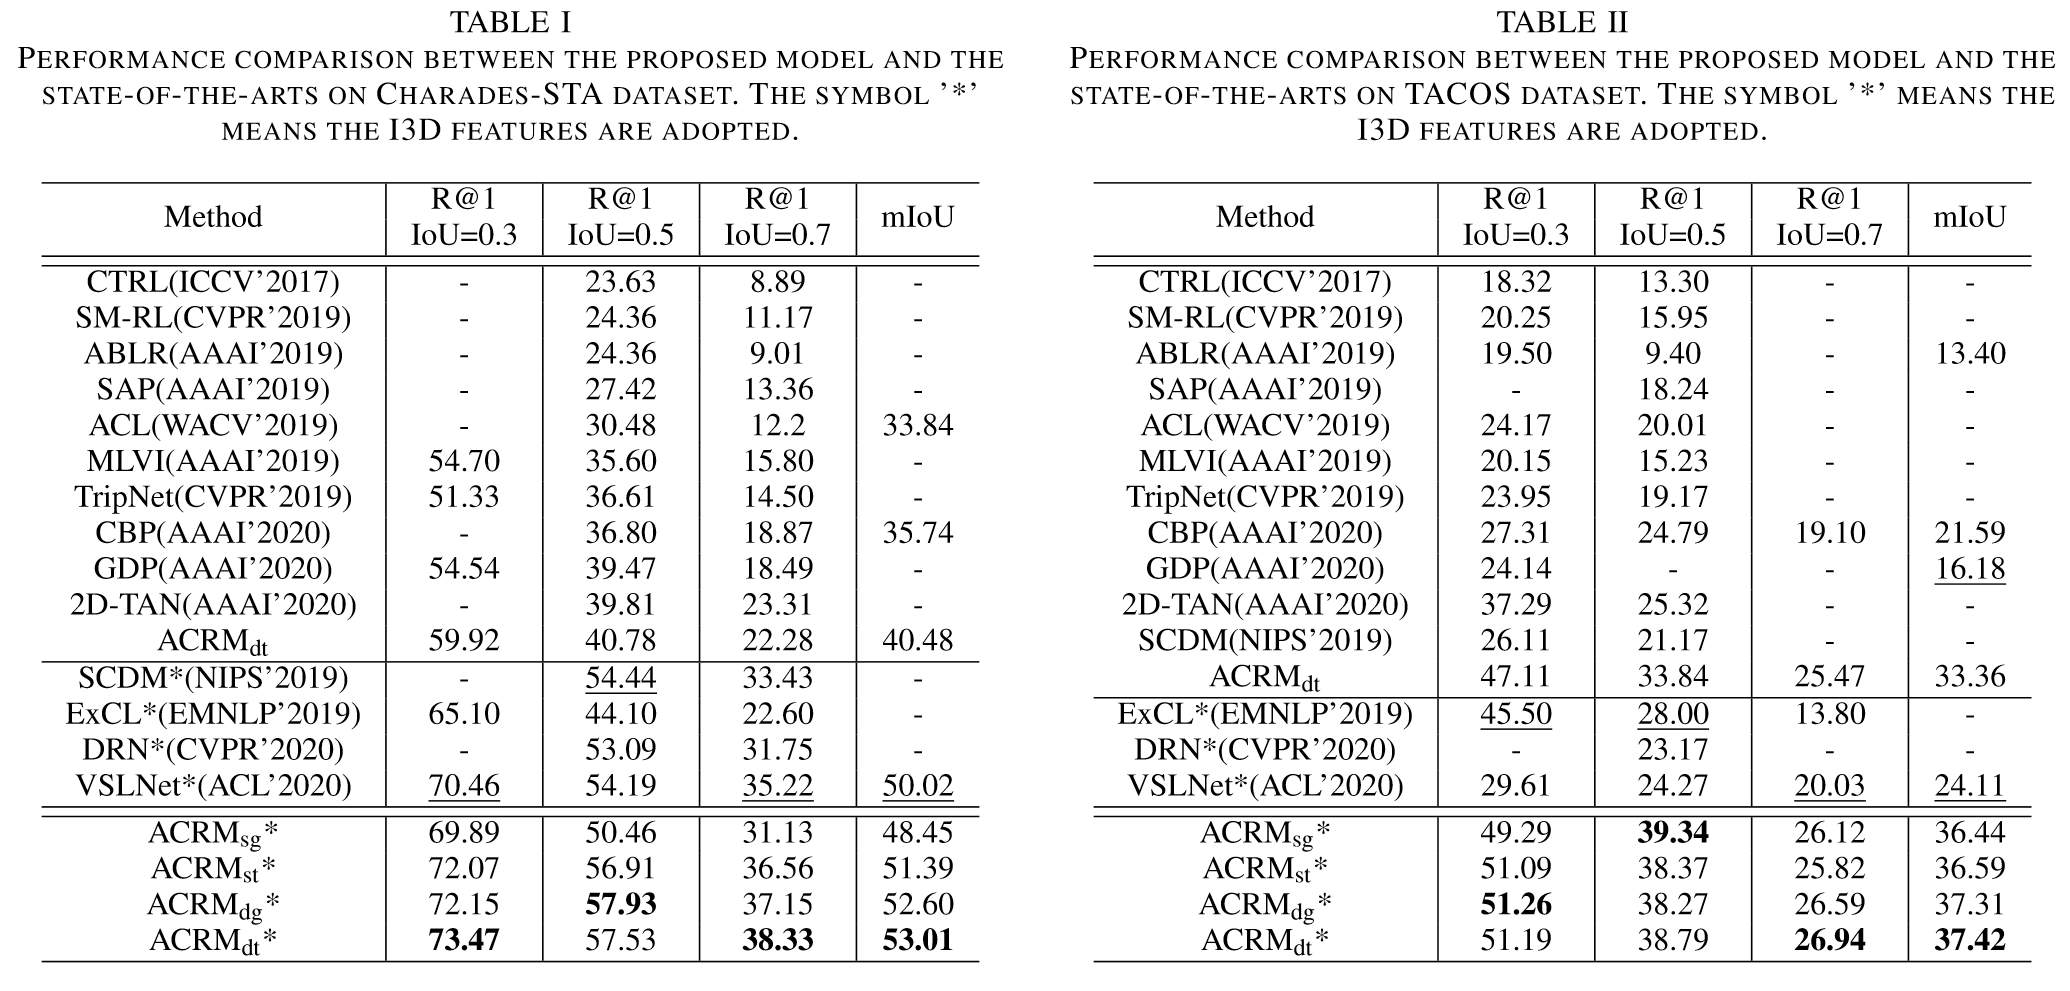 TABLE I
PERFORMANCE COMPARISON BETWEEN THE PROPOSED MODEL AND THE
STATE-OF-THE-ARTS ON CHARADES-STA DATASET. THE SYMBOL '*'
MEANS THE I3D FEATURES ARE ADOPTED.
Method | R@1 IoU=0.3 | R@1 IoU=0.5 | R@1 IoU=0.7 | mIoU
CTRL(ICCV'2017) | - | 23.63 | 8.89 | -
SM-RL(CVPR'2019) | - | 24.36 | 11.17 | -
ABLR(AAAI'2019) | - | 24.36 | 9.01 | -
SAP(AAAI'2019) | - | 27.42 | 13.36 | -
ACL(WACV'2019) | - | 30.48 | 12.2 | 33.84
MLVI(AAAI'2019) | 54.70 | 35.60 | 15.80 | -
TripNet(CVPR'2019) | 51.33 | 36.61 | 14.50 | -
CBP(AAAI'2020) | - | 36.80 | 18.87 | 35.74
GDP(AAAI'2020) | 54.54 | 39.47 | 18.49 | -
2D-TAN(AAAI'2020) | - | 39.81 | 23.31 | -
ACRMdt | 59.92 | 40.78 | 22.28 | 40.48
SCDM*(NIPS'2019) | - | 54.44 | 33.43 | -
ExCL*(EMNLP'2019) | 65.10 | 44.10 | 22.60 | -
DRN*(CVPR'2020) | - | 53.09 | 31.75 | -
VSLNet*(ACL'2020) | 70.46 | 54.19 | 35.22 | 50.02
ACRMsg* | 69.89 | 50.46 | 31.13 | 48.45
ACRMst* | 72.07 | 56.91 | 36.56 | 51.39
ACRMdg* | 72.15 | 57.93 | 37.15 | 52.60
ACRMdt* | 73.47 | 57.53 | 38.33 | 53.01
TABLE II
PERFORMANCE COMPARISON BETWEEN THE PROPOSED MODEL AND THE
STATE-OF-THE-ARTS ON TACOS DATASET. THE SYMBOL '*' MEANS THE
I3D FEATURES ARE ADOPTED.
Method | R@1 IoU=0.3 | R@1 IoU=0.5 | R@1 IoU=0.7 | mIoU
CTRL(ICCV'2017) | 18.32 | 13.30 | - | -
SM-RL(CVPR'2019) | 20.25 | 15.95 | - | -
ABLR(AAAI'2019) | 19.50 | 9.40 | - | 13.40
SAP(AAAI'2019) | - | 18.24 | - | -
ACL(WACV'2019) | 24.17 | 20.01 | - | -
MLVI(AAAI'2019) | 20.15 | 15.23 | - | -
TripNet(CVPR'2019) | 23.95 | 19.17 | - | -
CBP(AAAI'2020) | 27.31 | 24.79 | 19.10 | 21.59
GDP(AAAI'2020) | 24.14 | - | - | 16.18
2D-TAN(AAAI'2020) | 37.29 | 25.32 | - | -
SCDM(NIPS'2019) | 26.11 | 21.17 | - | -
ACRMdt | 47.11 | 33.84 | 25.47 | 33.36
ExCL*(EMNLP'2019) | 45.50 | 28.00 | 13.80 | -
DRN*(CVPR'2020) | - | 23.17 | - | -
VSLNet*(ACL'2020) | 29.61 | 24.27 | 20.03 | 24.11
ACRMsg* | 49.29 | 39.34 | 26.12 | 36.44
ACRMst* | 51.09 | 38.37 | 25.82 | 36.59
ACRMdg* | 51.26 | 38.27 | 26.59 | 37.31
ACRMdt* | 51.19 | 38.79 | 26.94 | 37.42